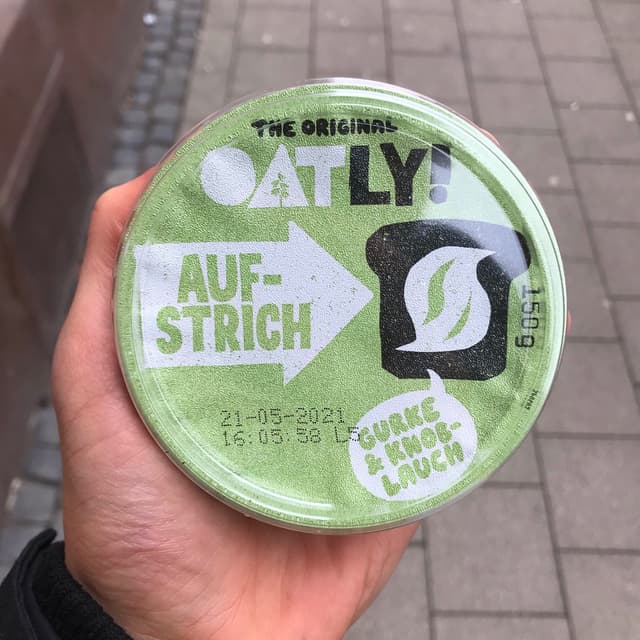 THE ORIGINAL
OATLY!
AUF-
STRICH
150g
21-05-2021
16:05:58 L5
GURKE
& KNOB-
LAUCH